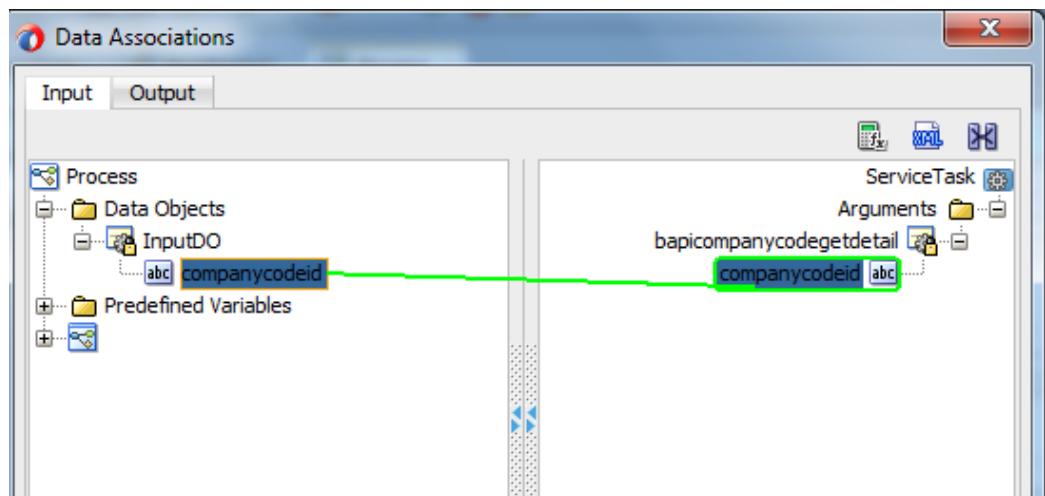 Data Associations
Input Output
Process
ServiceTask
Data Objects
Arguments
InputDO
bapicompanycodegetdetail
abc companycodeid
companycodeid abc
Predefined Variables